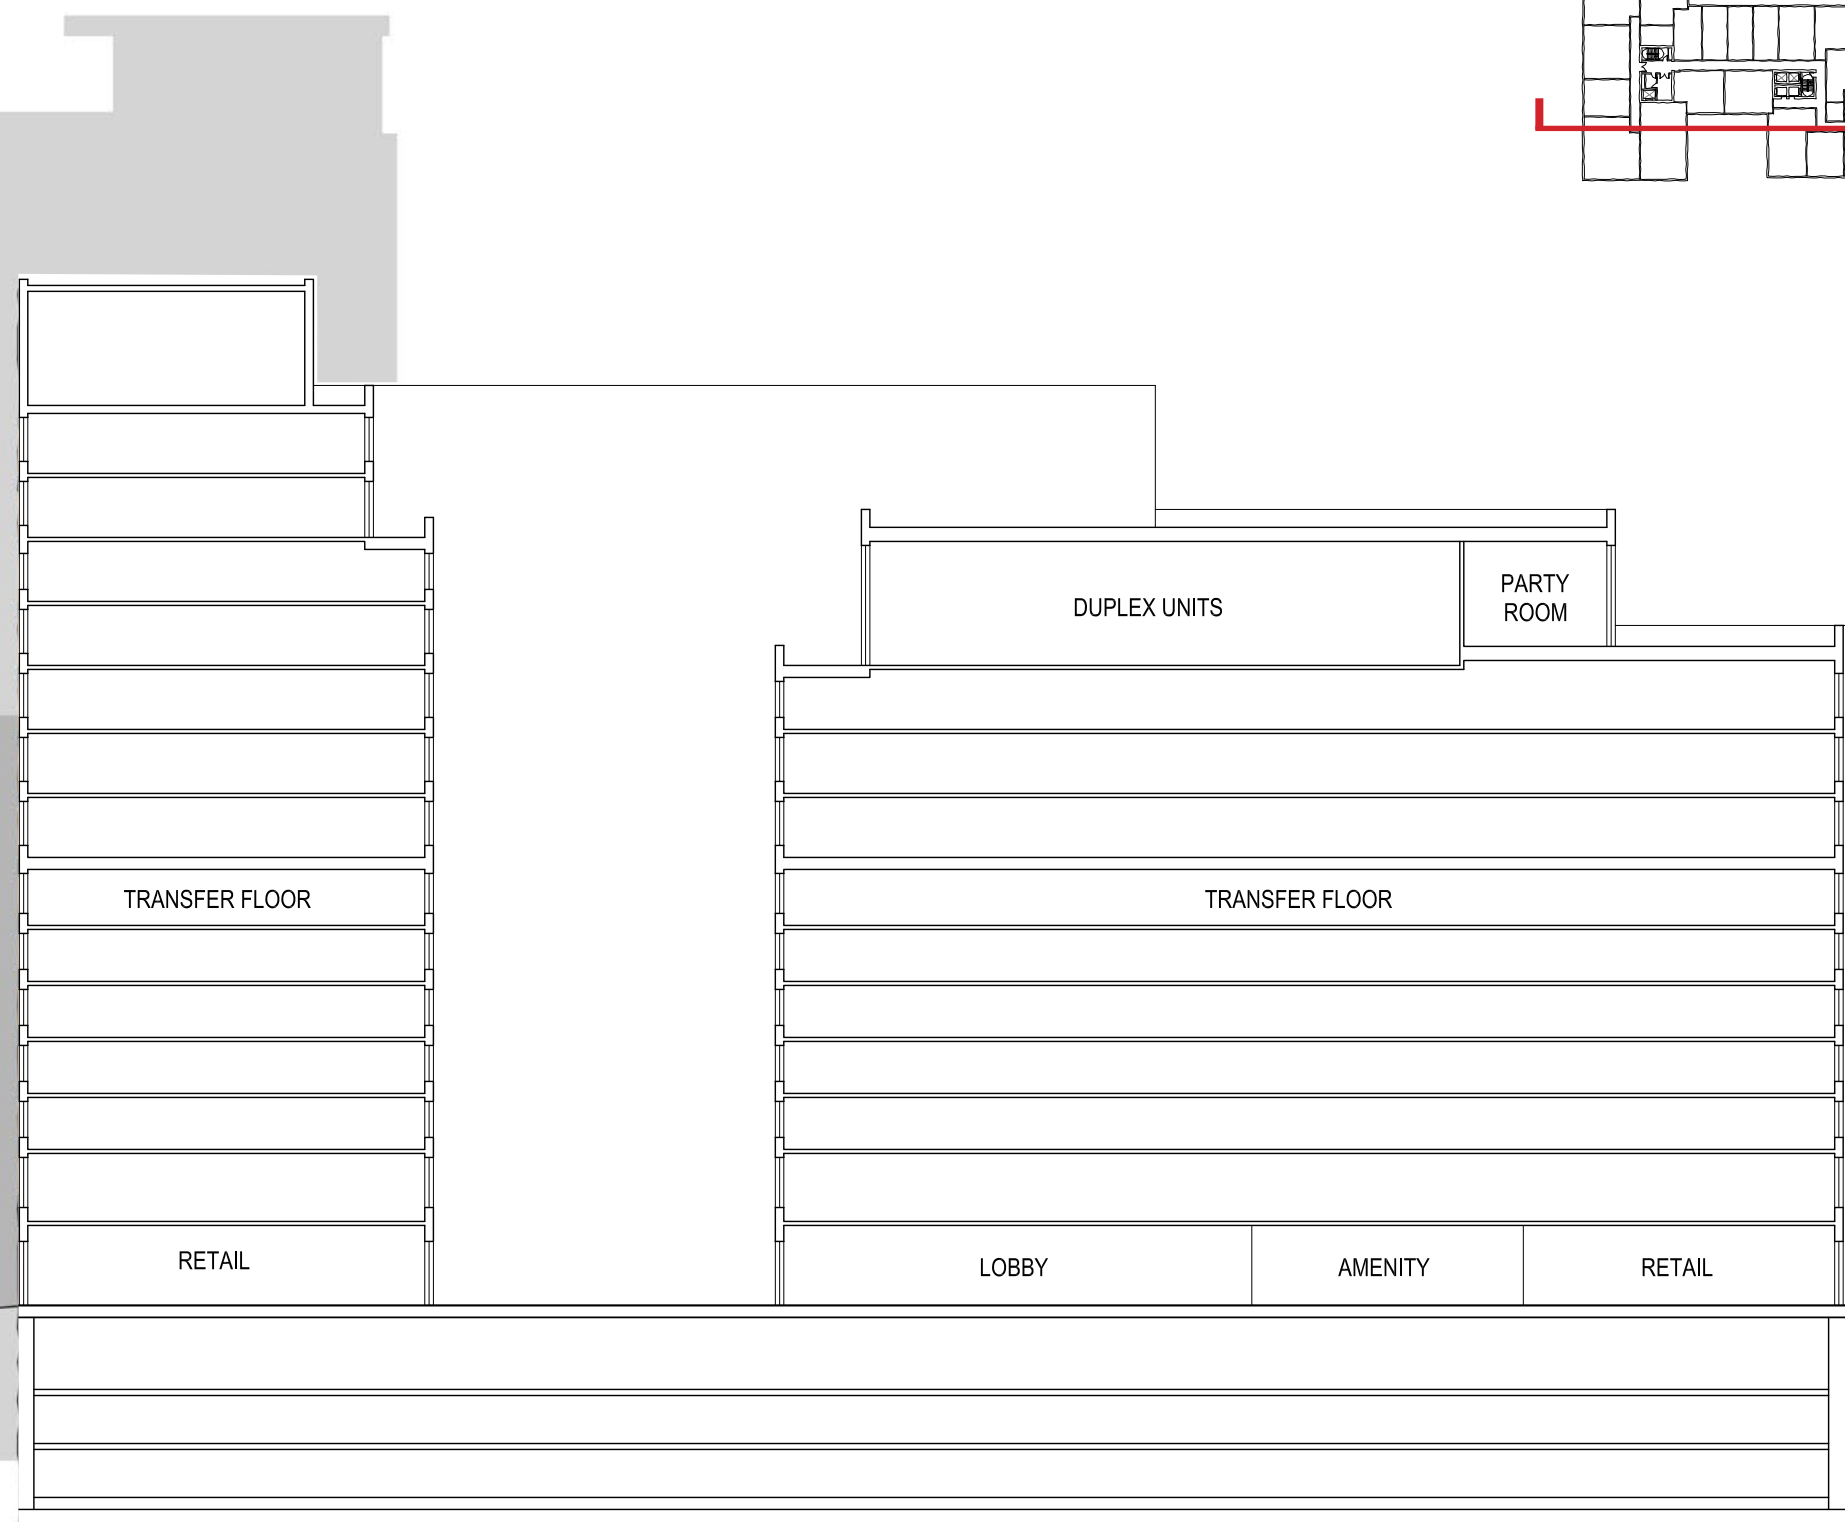 DUPLEX UNITS
PARTY
ROOM
TRANSFER FLOOR
TRANSFER FLOOR
RETAIL
LOBBY
AMENITY
RETAIL